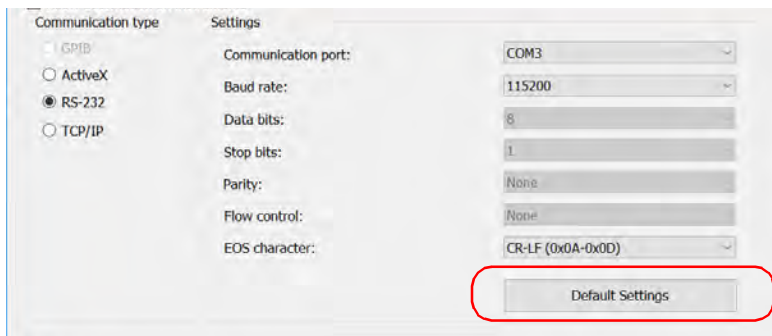 Communication type Settings
GPIB
ActiveX
RS-232
TCP/IP
Communication port: COM3
Baud rate: 115200
Data bits: 8
Stop bits: 1
Parity: None
Flow control: None
EOS character: CR-LF (0x0A-0x0D)
Default Settings